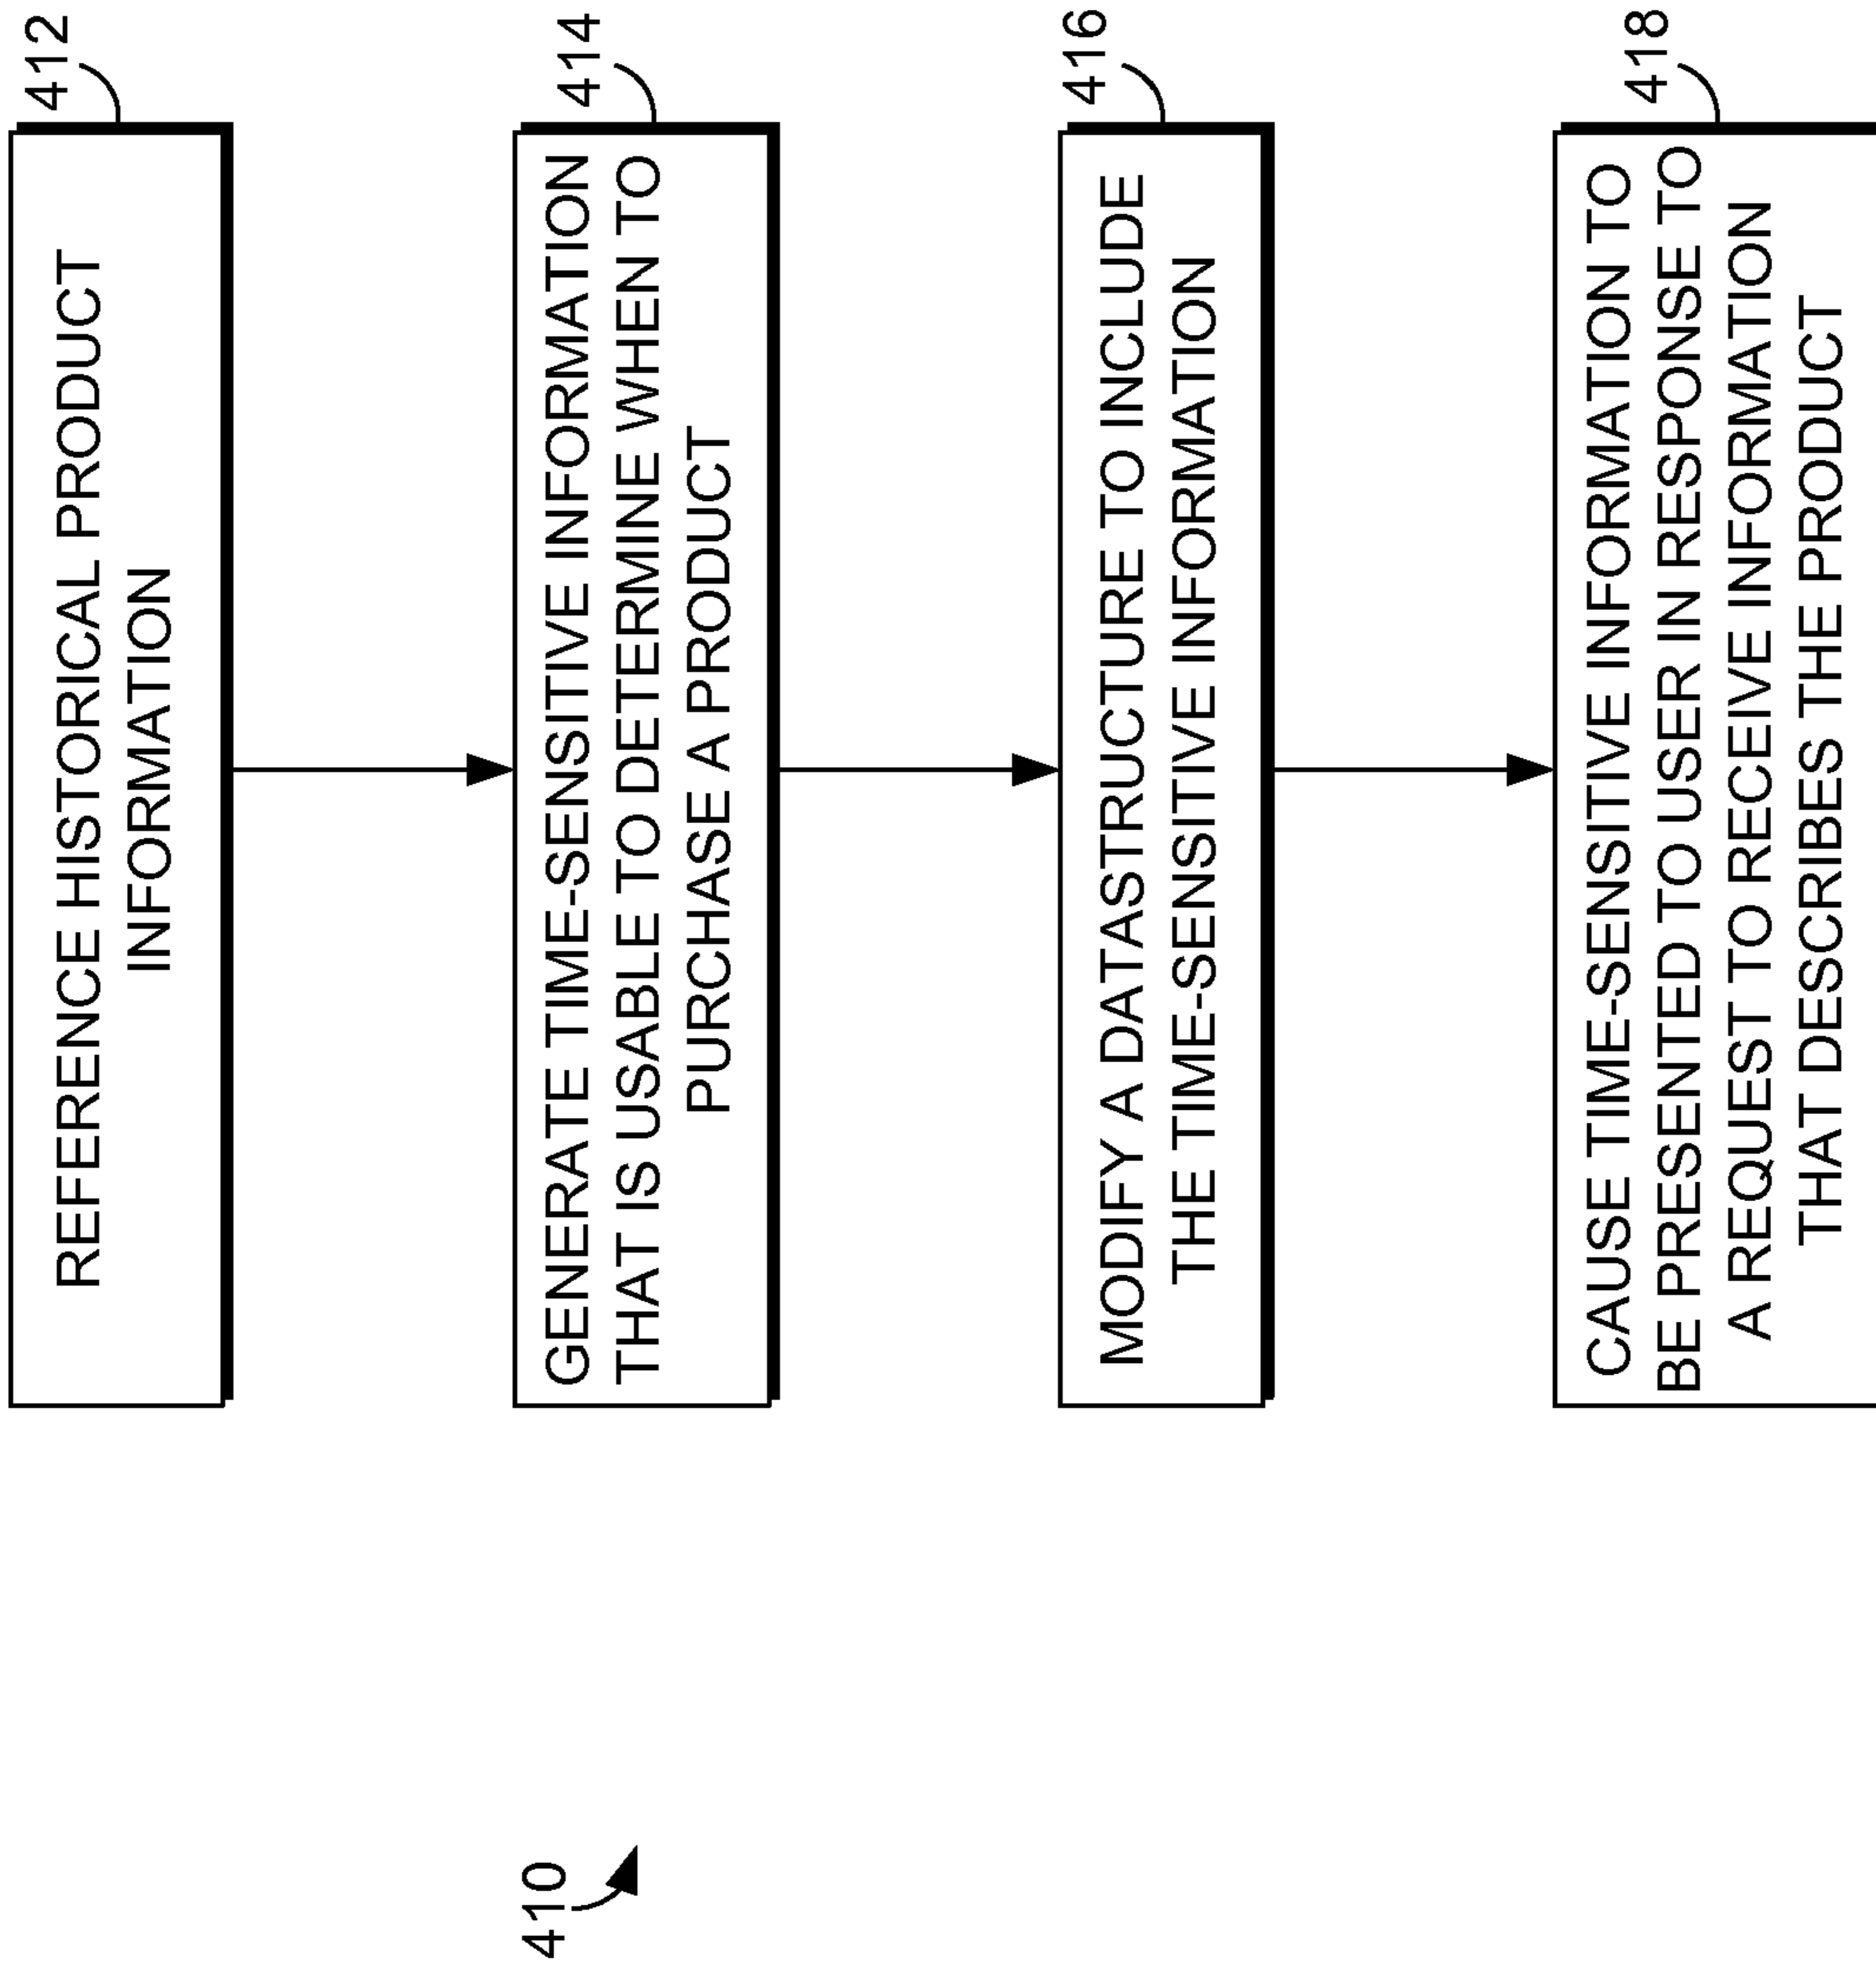 410
412
REFERENCE HISTORICAL PRODUCT
INFORMATION
414
GENERATE TIME-SENSITIVE INFORMATION
THAT IS USABLE TO DETERMINE WHEN TO
PURCHASE A PRODUCT
416
MODIFY A DATASTRUCTURE TO INCLUDE
THE TIME-SENSITIVE INFORMATION
418
CAUSE TIME-SENSITIVE INFORMATION TO
BE PRESENTED TO USER IN RESPONSE TO
A REQUEST TO RECEIVE INFORMATION
THAT DESCRIBES THE PRODUCT